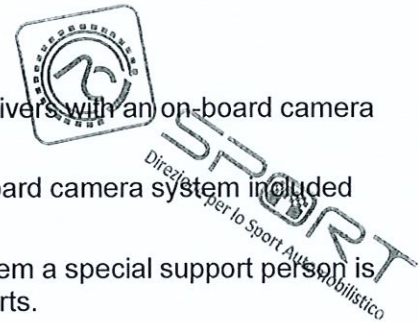 ivers with an on-board camera
ard camera system included
em a special support person is
rts.
SPORT
Direzione per lo Sport Automobilistico